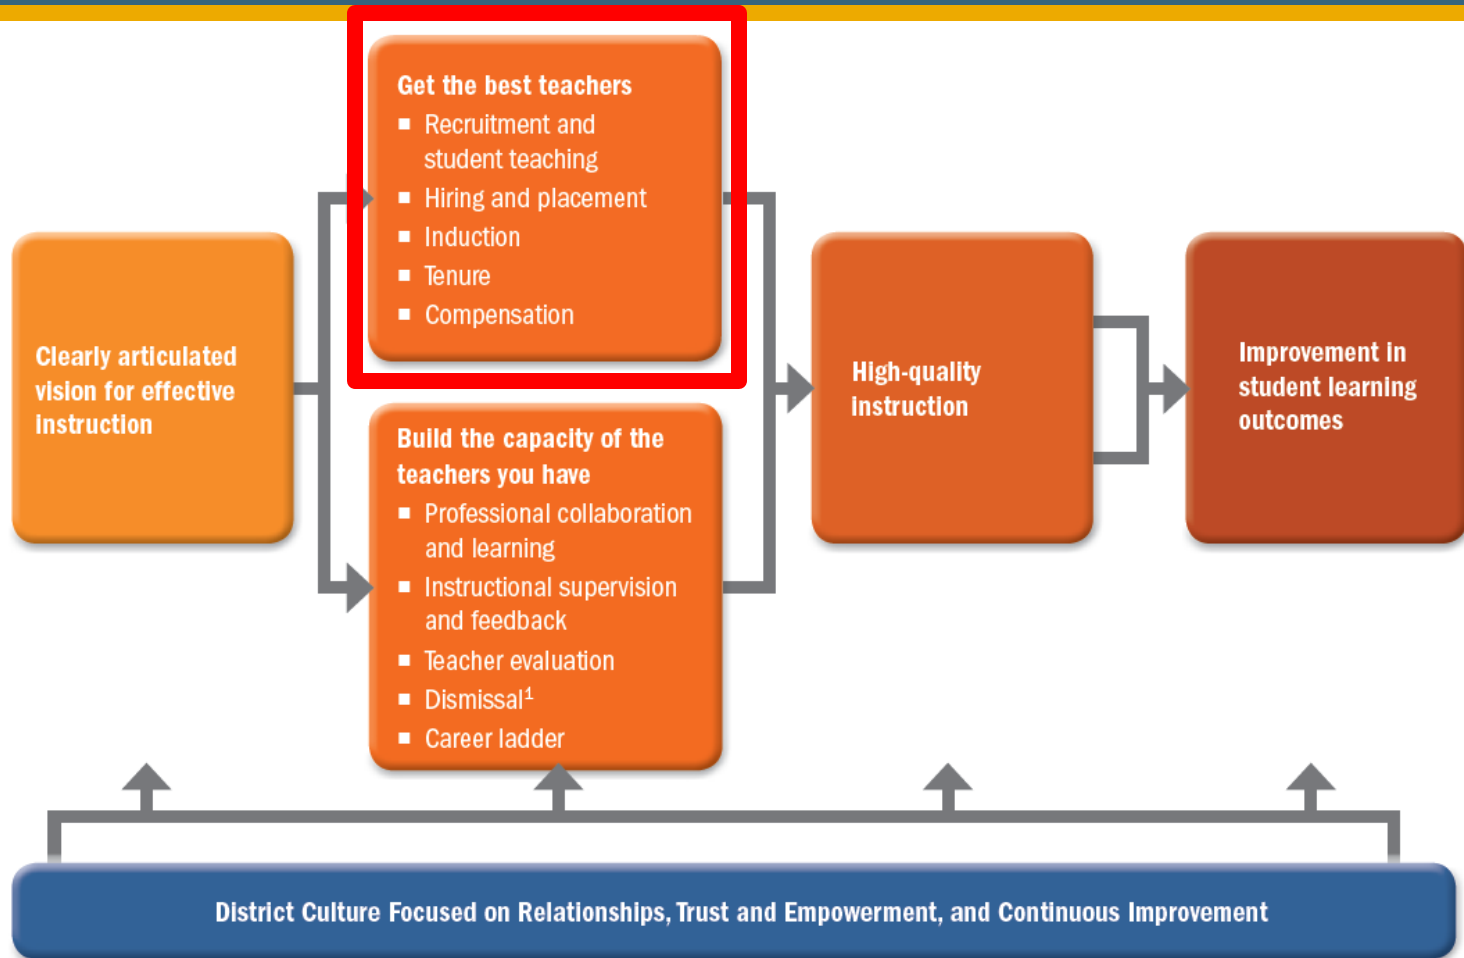 Get the best teachers
▪ Recruitment and
student teaching
▪ Hiring and placement
▪ Induction
▪ Tenure
▪ Compensation
Clearly articulated
vision for effective
instruction
Build the capacity of the
teachers you have
▪ Professional collaboration
and learning
▪ Instructional supervision
and feedback
▪ Teacher evaluation
▪ Dismissal¹
▪ Career ladder
High-quality
instruction
Improvement in
student learning
outcomes
District Culture Focused on Relationships, Trust and Empowerment, and Continuous Improvement